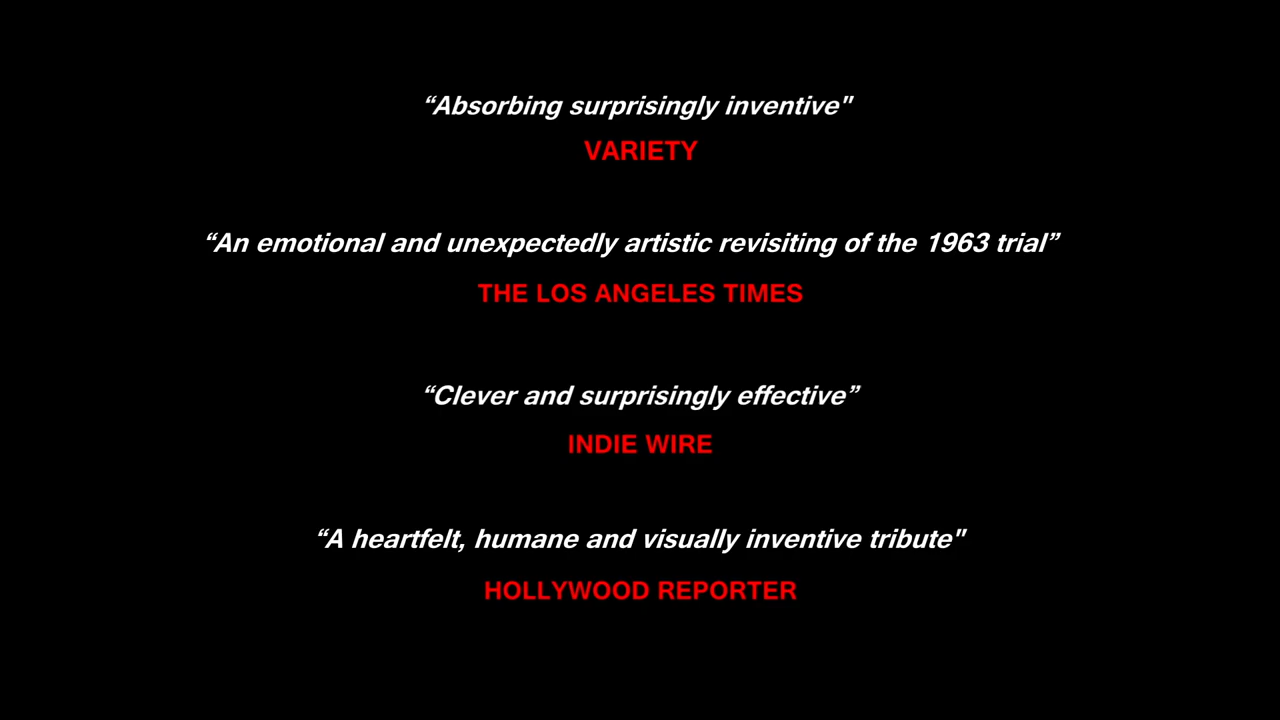 “Absorbing surprisingly inventive"
VARIETY
“An emotional and unexpectedly artistic revisiting of the 1963 trial”
THE LOS ANGELES TIMES
“Clever and surprisingly effective”
INDIE WIRE
“A heartfelt, humane and visually inventive tribute"
HOLLYWOOD REPORTER